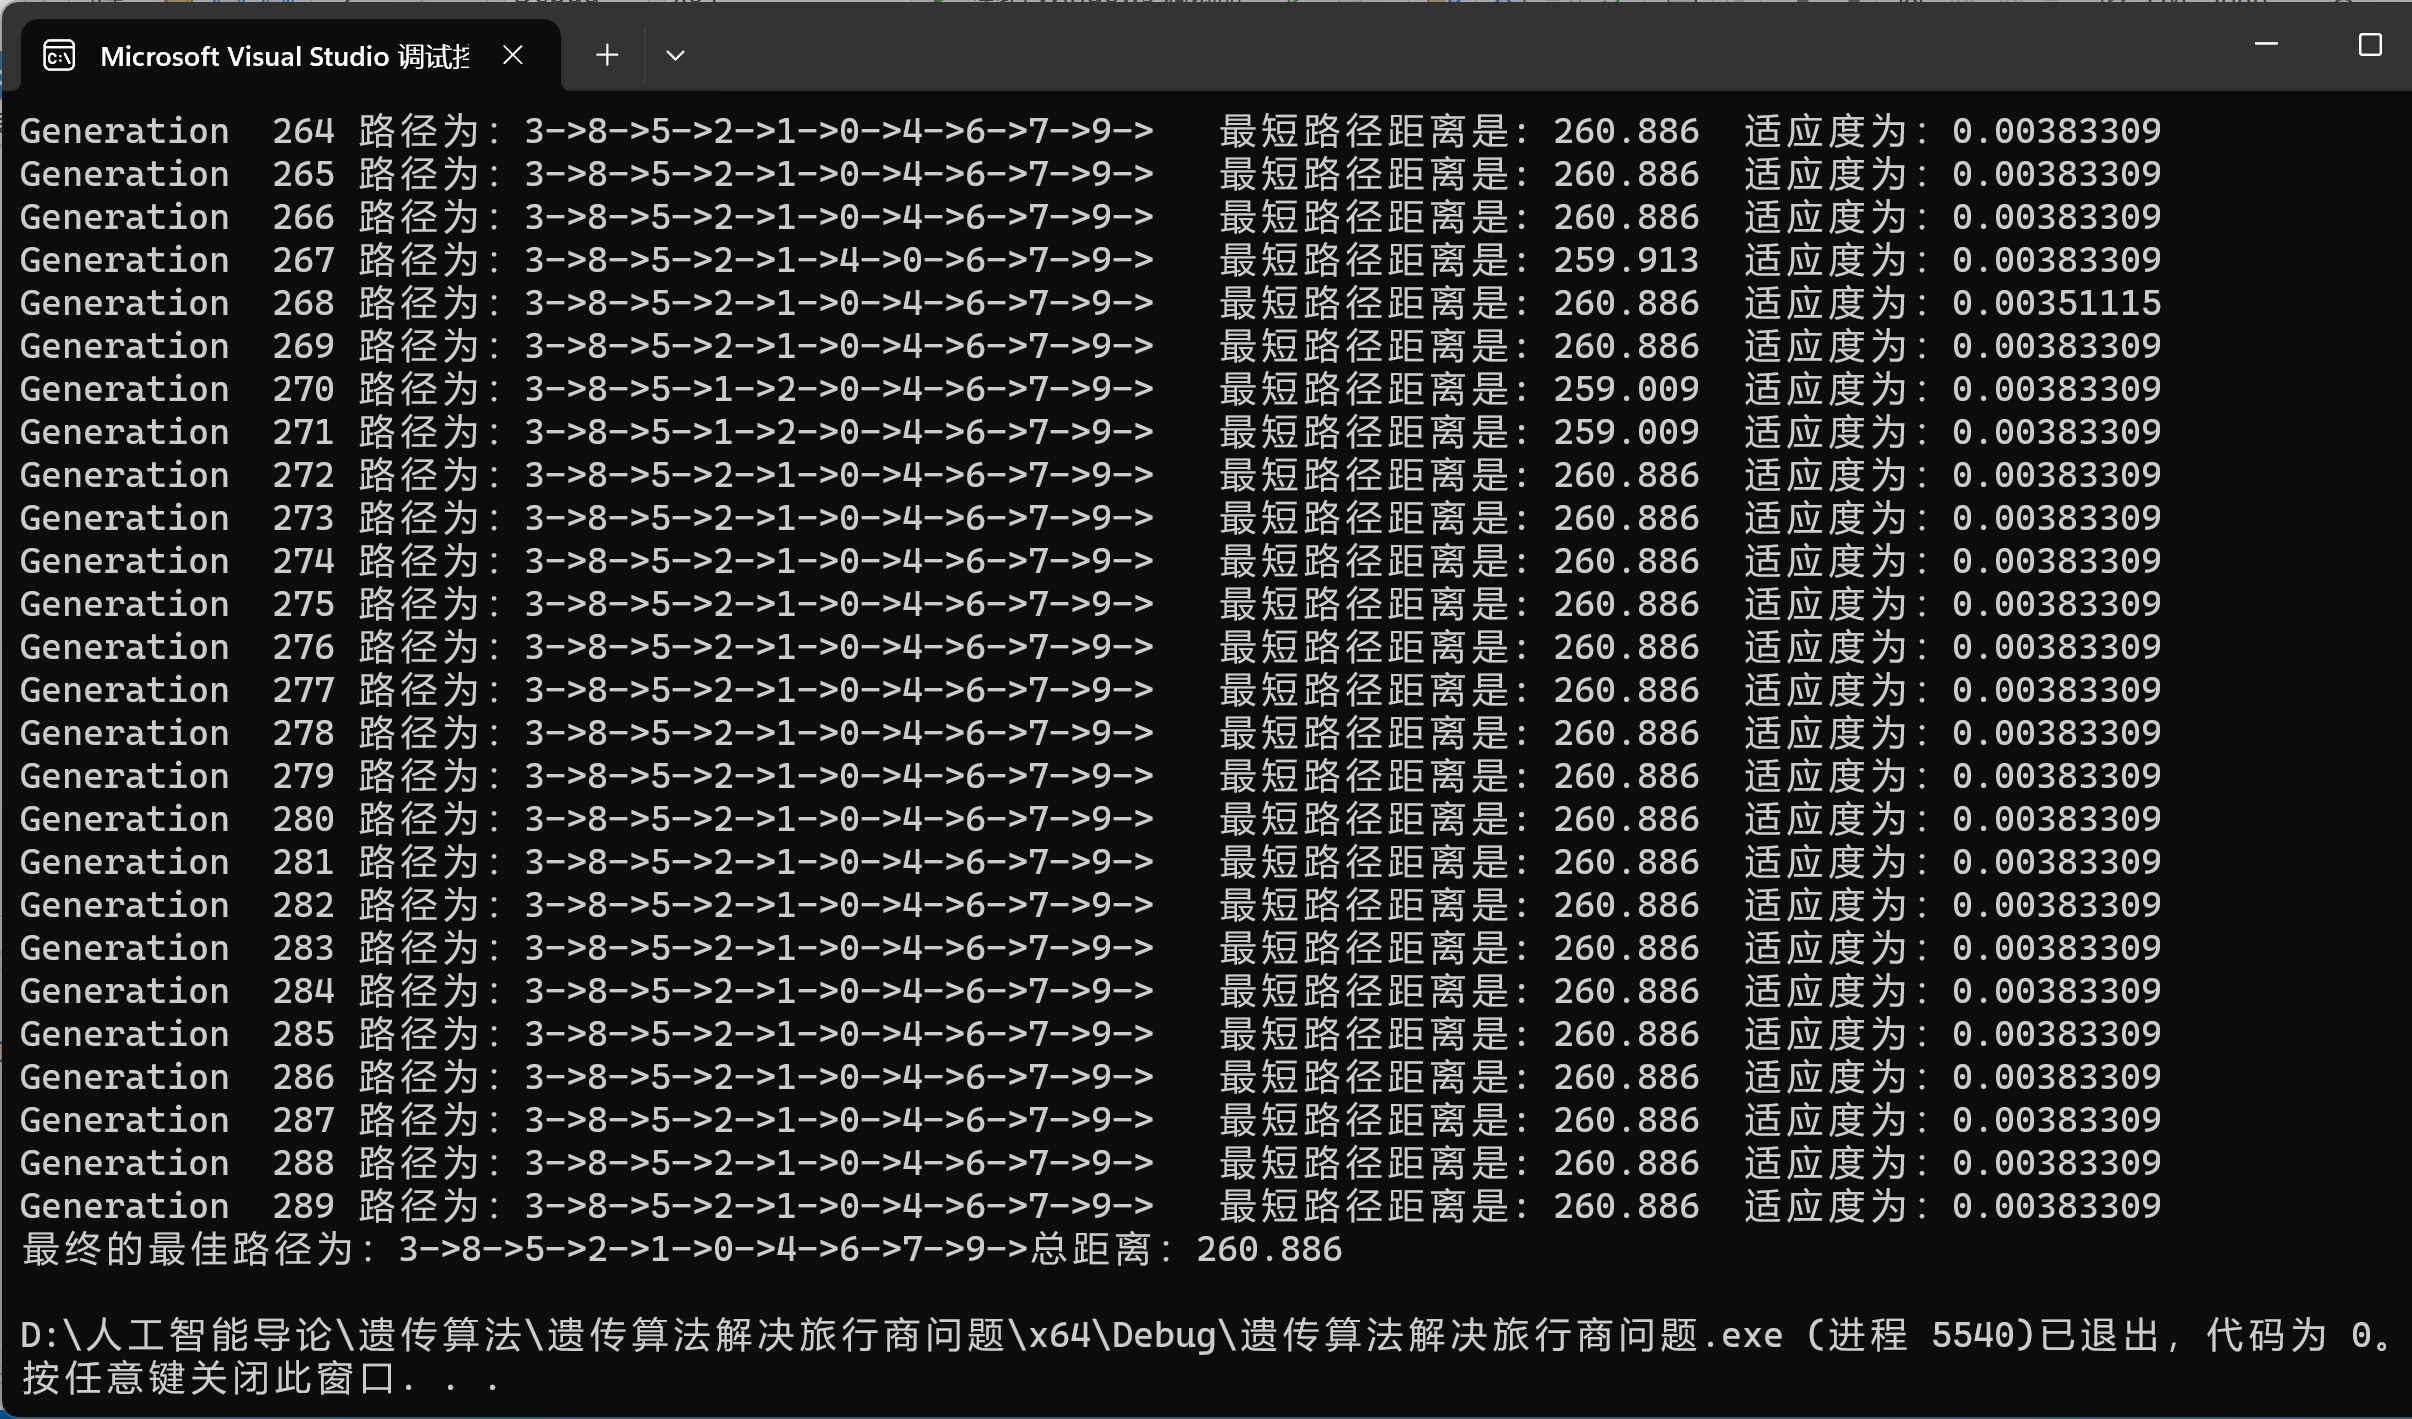 Microsoft Visual Studio 调试控
Generation  264 路径为：3->8->5->2->1->0->4->6->7->9->   最短路径距离是：260.886  适应度为：0.00383309
Generation  265 路径为：3->8->5->2->1->0->4->6->7->9->   最短路径距离是：260.886  适应度为：0.00383309
Generation  266 路径为：3->8->5->2->1->0->4->6->7->9->   最短路径距离是：260.886  适应度为：0.00383309
Generation  267 路径为：3->8->5->2->1->4->0->6->7->9->   最短路径距离是：259.913  适应度为：0.00383309
Generation  268 路径为：3->8->5->2->1->0->4->6->7->9->   最短路径距离是：260.886  适应度为：0.00351115
Generation  269 路径为：3->8->5->2->1->0->4->6->7->9->   最短路径距离是：260.886  适应度为：0.00383309
Generation  270 路径为：3->8->5->1->2->0->4->6->7->9->   最短路径距离是：259.009  适应度为：0.00383309
Generation  271 路径为：3->8->5->1->2->0->4->6->7->9->   最短路径距离是：259.009  适应度为：0.00383309
Generation  272 路径为：3->8->5->2->1->0->4->6->7->9->   最短路径距离是：260.886  适应度为：0.00383309
Generation  273 路径为：3->8->5->2->1->0->4->6->7->9->   最短路径距离是：260.886  适应度为：0.00383309
Generation  274 路径为：3->8->5->2->1->0->4->6->7->9->   最短路径距离是：260.886  适应度为：0.00383309
Generation  275 路径为：3->8->5->2->1->0->4->6->7->9->   最短路径距离是：260.886  适应度为：0.00383309
Generation  276 路径为：3->8->5->2->1->0->4->6->7->9->   最短路径距离是：260.886  适应度为：0.00383309
Generation  277 路径为：3->8->5->2->1->0->4->6->7->9->   最短路径距离是：260.886  适应度为：0.00383309
Generation  278 路径为：3->8->5->2->1->0->4->6->7->9->   最短路径距离是：260.886  适应度为：0.00383309
Generation  279 路径为：3->8->5->2->1->0->4->6->7->9->   最短路径距离是：260.886  适应度为：0.00383309
Generation  280 路径为：3->8->5->2->1->0->4->6->7->9->   最短路径距离是：260.886  适应度为：0.00383309
Generation  281 路径为：3->8->5->2->1->0->4->6->7->9->   最短路径距离是：260.886  适应度为：0.00383309
Generation  282 路径为：3->8->5->2->1->0->4->6->7->9->   最短路径距离是：260.886  适应度为：0.00383309
Generation  283 路径为：3->8->5->2->1->0->4->6->7->9->   最短路径距离是：260.886  适应度为：0.00383309
Generation  284 路径为：3->8->5->2->1->0->4->6->7->9->   最短路径距离是：260.886  适应度为：0.00383309
Generation  285 路径为：3->8->5->2->1->0->4->6->7->9->   最短路径距离是：260.886  适应度为：0.00383309
Generation  286 路径为：3->8->5->2->1->0->4->6->7->9->   最短路径距离是：260.886  适应度为：0.00383309
Generation  287 路径为：3->8->5->2->1->0->4->6->7->9->   最短路径距离是：260.886  适应度为：0.00383309
Generation  288 路径为：3->8->5->2->1->0->4->6->7->9->   最短路径距离是：260.886  适应度为：0.00383309
Generation  289 路径为：3->8->5->2->1->0->4->6->7->9->   最短路径距离是：260.886  适应度为：0.00383309
最终的最佳路径为：3->8->5->2->1->0->4->6->7->9->总距离：260.886
D:\人工智能导论\遗传算法\遗传算法解决旅行商问题\x64\Debug\遗传算法解决旅行商问题.exe (进程 5540)已退出，代码为 0。
按任意键关闭此窗口. . .